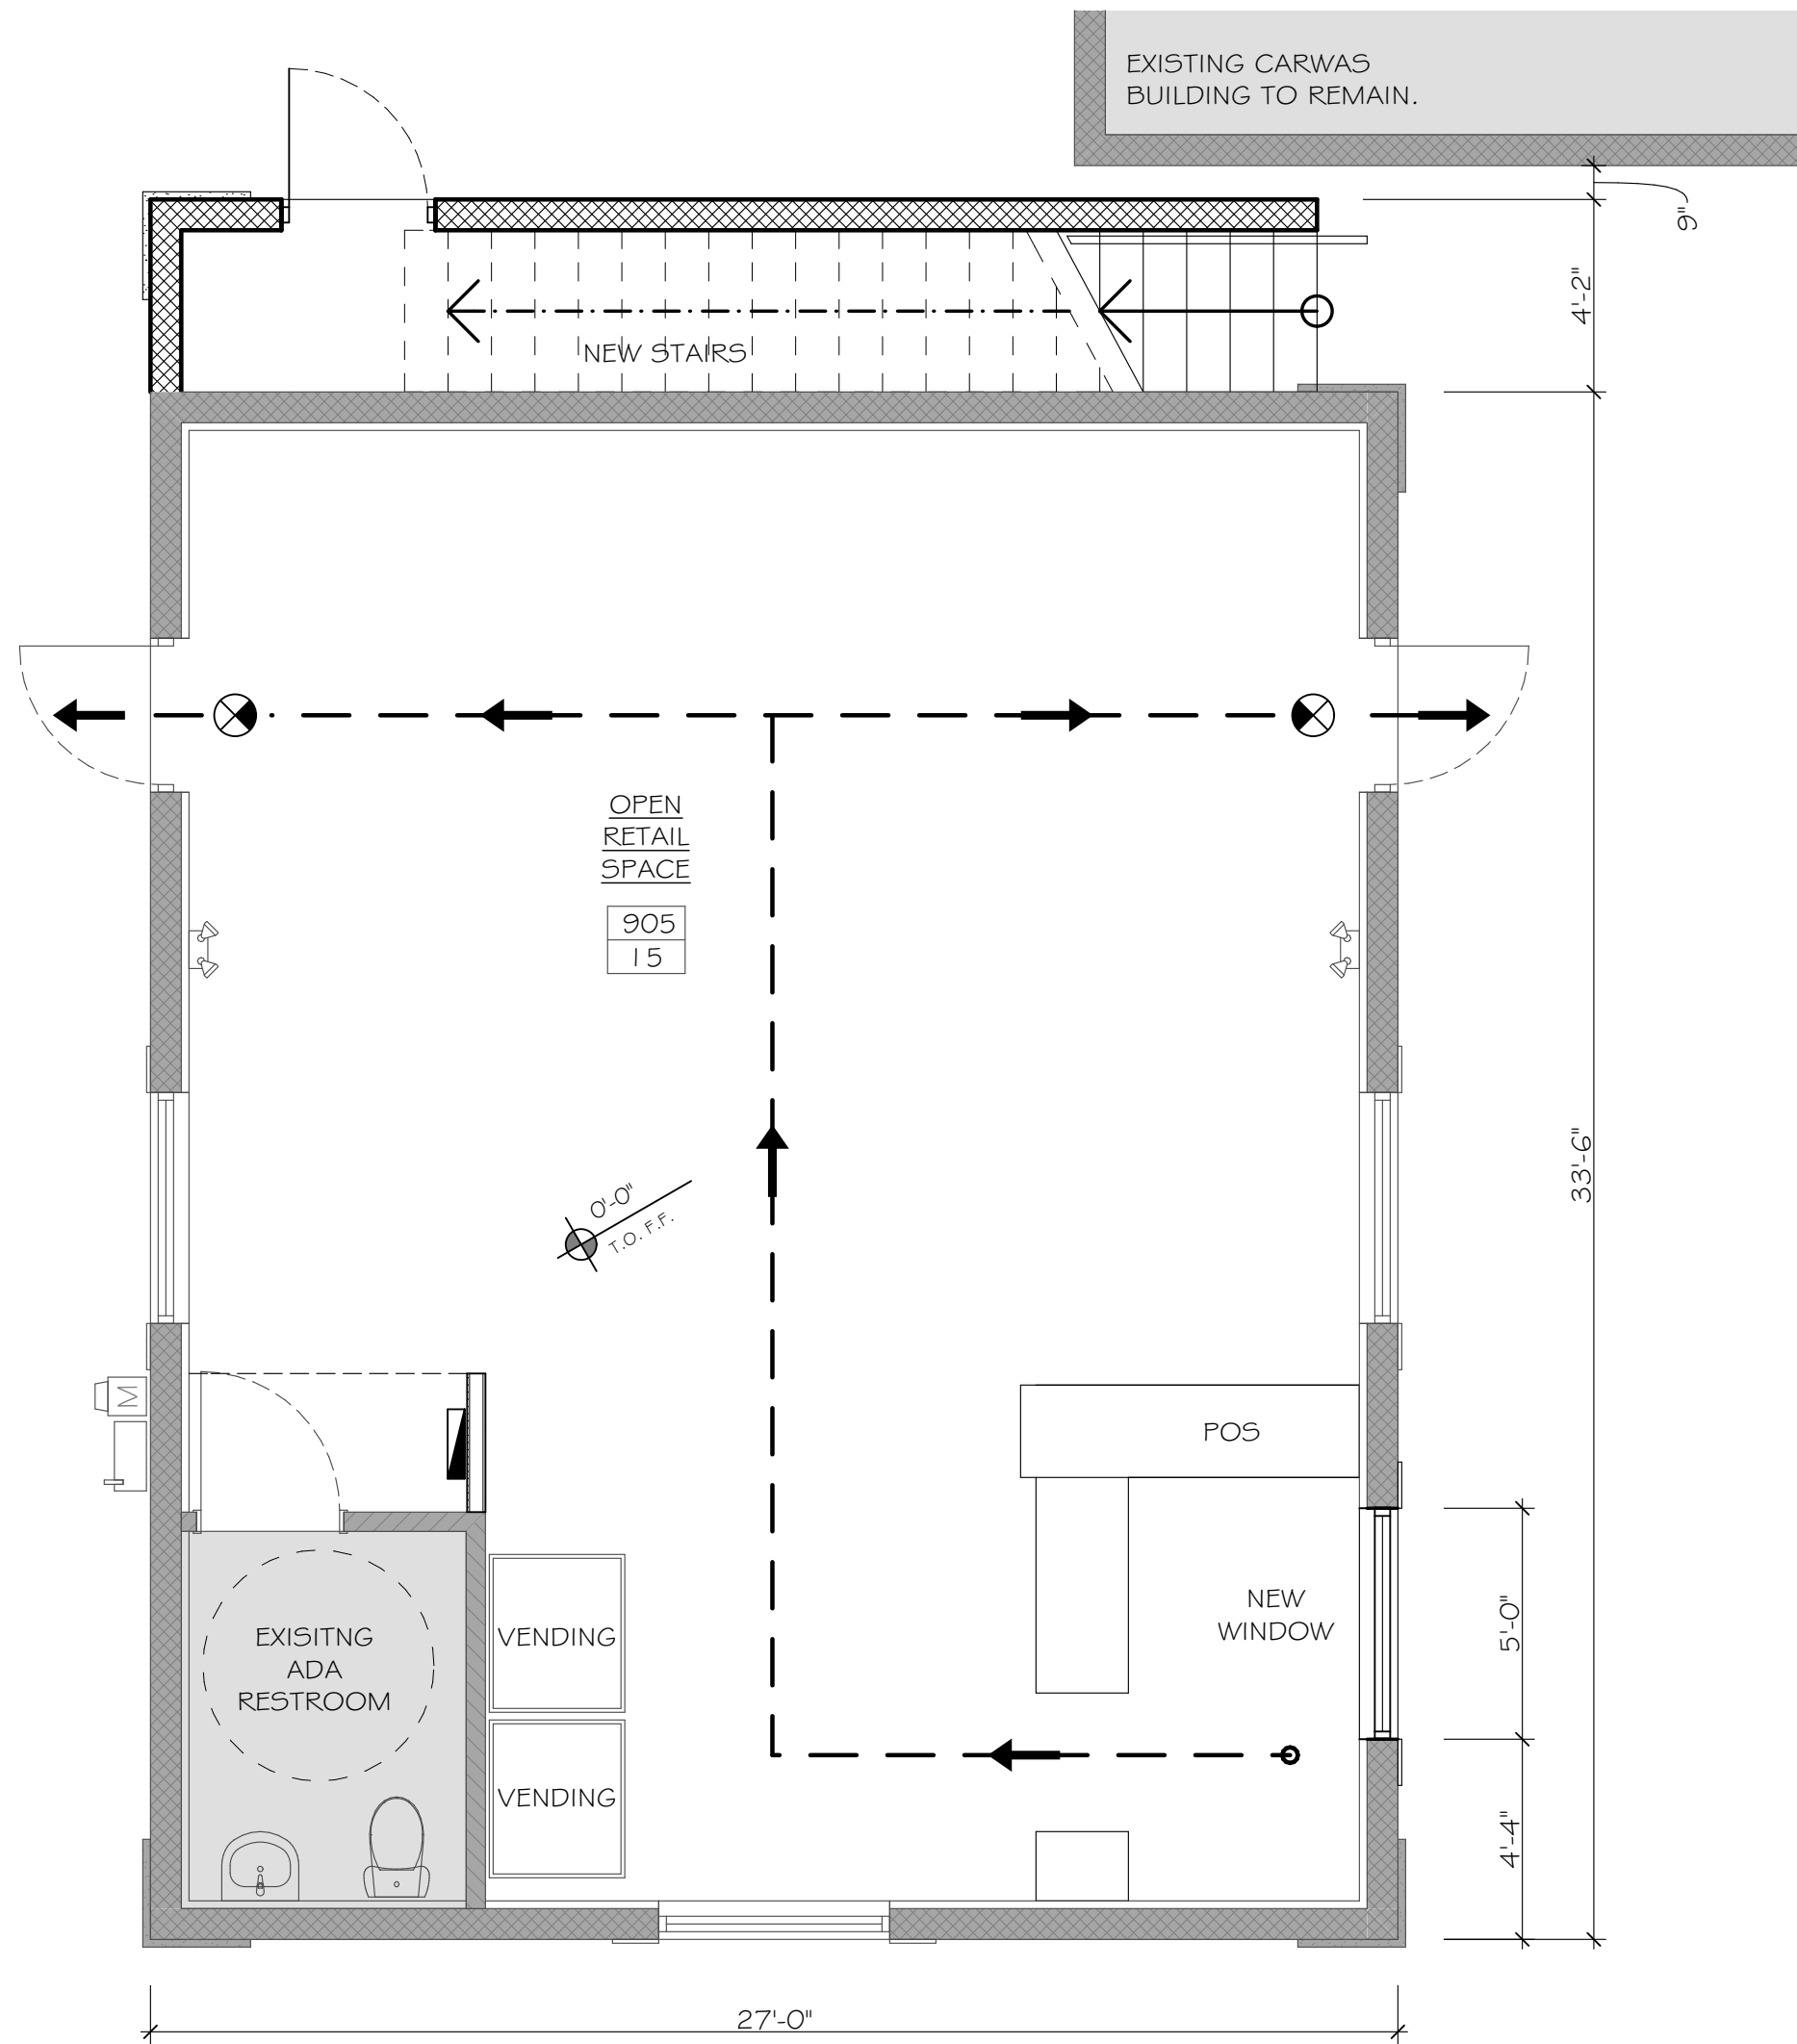 EXISTING CARWAS
BUILDING TO REMAIN.
9"
4'-2"
NEW STAIRS
OPEN
RETAIL
SPACE
905
15
33'-6"
0'-0"
T.O. F.F.
M
POS
NEW
WINDOW
5'-0"
EXISITNG
ADA
RESTROOM
VENDING
VENDING
4'-4"
27'-0"